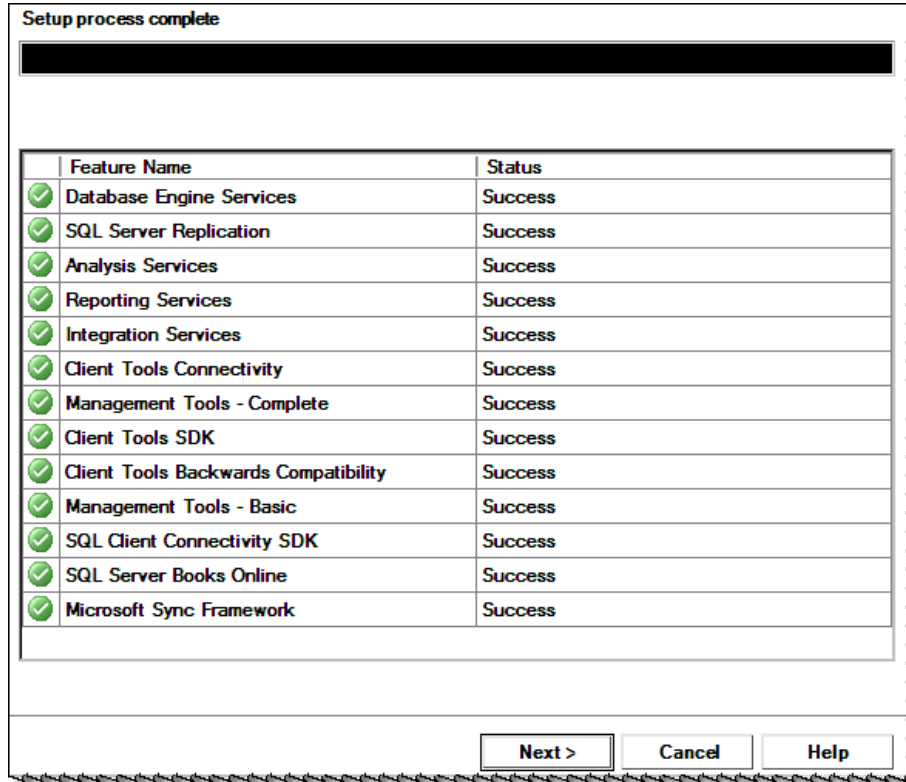 Setup process complete
Feature Name Status
Database Engine Services Success
SQL Server Replication Success
Analysis Services Success
Reporting Services Success
Integration Services Success
Client Tools Connectivity Success
Management Tools - Complete Success
Client Tools SDK Success
Client Tools Backwards Compatibility Success
Management Tools - Basic Success
SQL Client Connectivity SDK Success
SQL Server Books Online Success
Microsoft Sync Framework Success
Next > Cancel Help